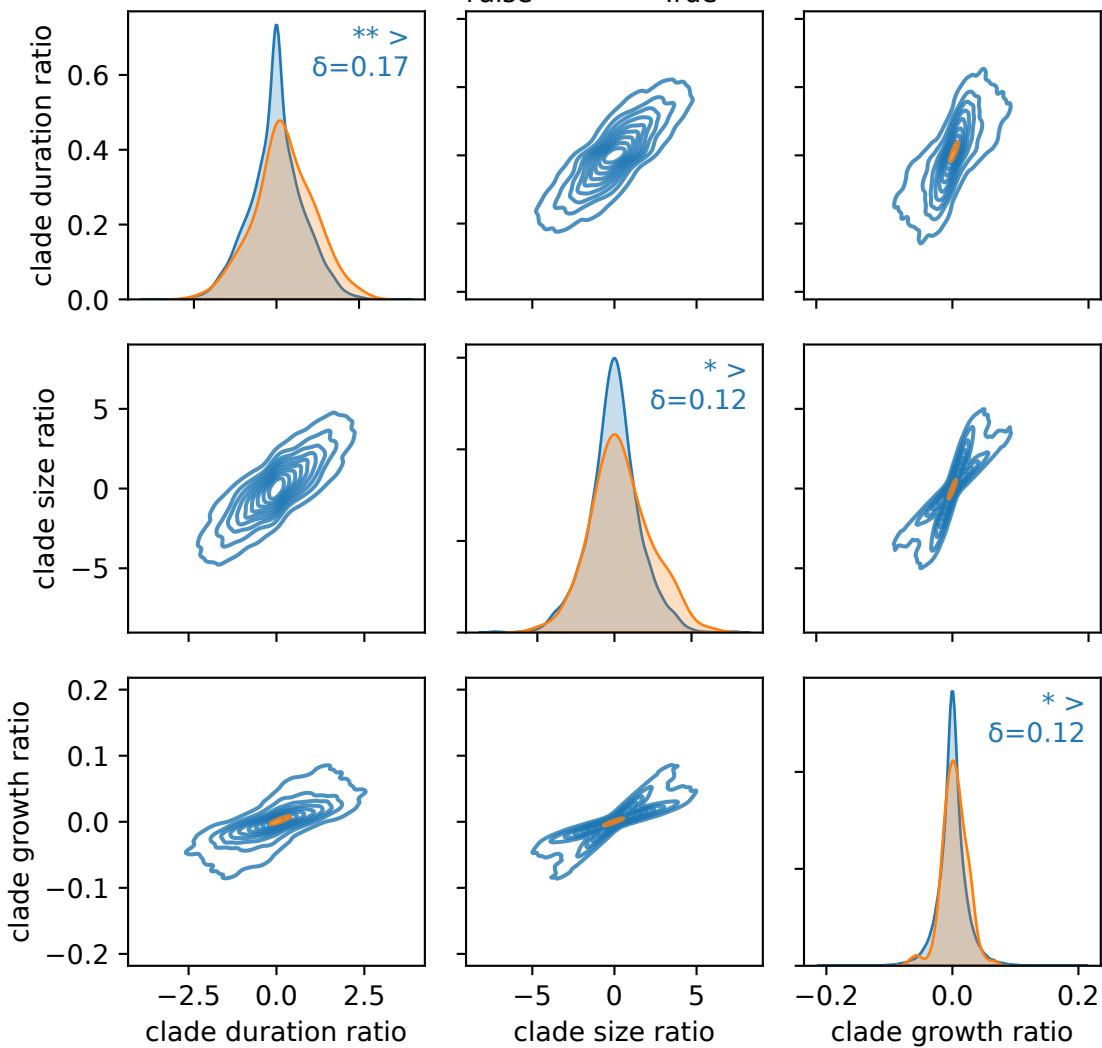 False True
clade duration ratio
0.6
0.4
0.2
0.0
** >
δ=0.17
clade size ratio
5
0
−5
* >
δ=0.12
clade growth ratio
0.2
0.1
0.0
−0.1
−0.2
* >
δ=0.12
−2.5 0.0 2.5
−5 0 5
−0.2 0.0 0.2
clade duration ratio
clade size ratio
clade growth ratio